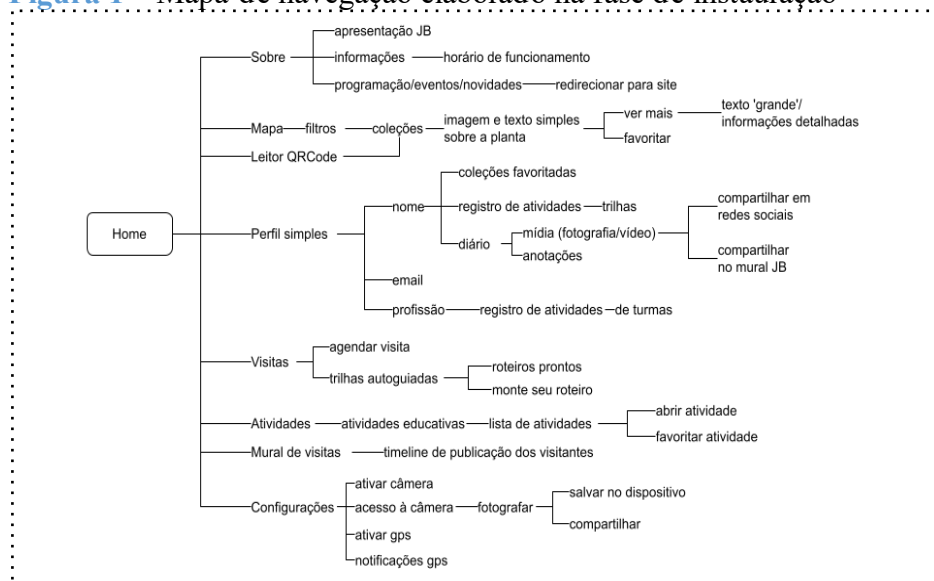 Figura 1 – Mapa de navegação elaborado na fase de instauração
apresentação JB
Sobre
informações
horário de funcionamento
programação/eventos/novidades
redirecionar para site
Mapa
filtros
coleções
imagem e texto simples
sobre a planta
ver mais
texto 'grande'/
informações detalhadas
favoritar
Leitor QRCode
Home
Perfil simples
nome
coleções favoritadas
registro de atividades
trilhas
diário
mídia (fotografia/vídeo)
anotações
compartilhar em
redes sociais
compartilhar
no mural JB
email
profissão
registro de atividades
de turmas
Visitas
agendar visita
trilhas autoguiadas
roteiros prontos
monte seu roteiro
Atividades
atividades educativas
lista de atividades
abrir atividade
favoritar atividade
Mural de visitas
timeline de publicação dos visitantes
Configurações
ativar câmera
acesso à câmera
fotografar
salvar no dispositivo
compartilhar
ativar gps
notificações gps